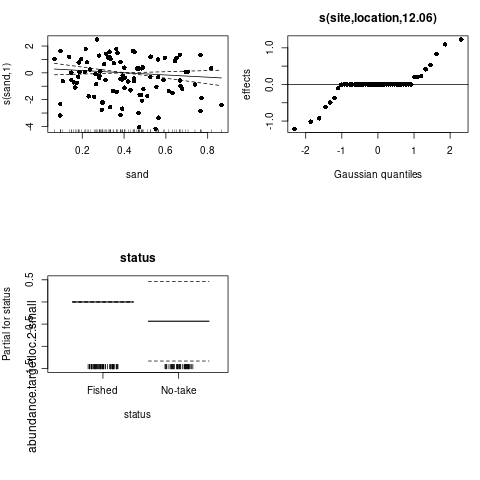 s(site,location,12.06)
s(sand,1)
2
0
-2
-4
0.2 0.4 0.6 0.8
sand
effects
1.0
0.0
-1.0
-2 -1 0 1 2
Gaussian quantiles
status
Partial for status
0.5
abundance.targetloc.2.small
Fished No-take
status